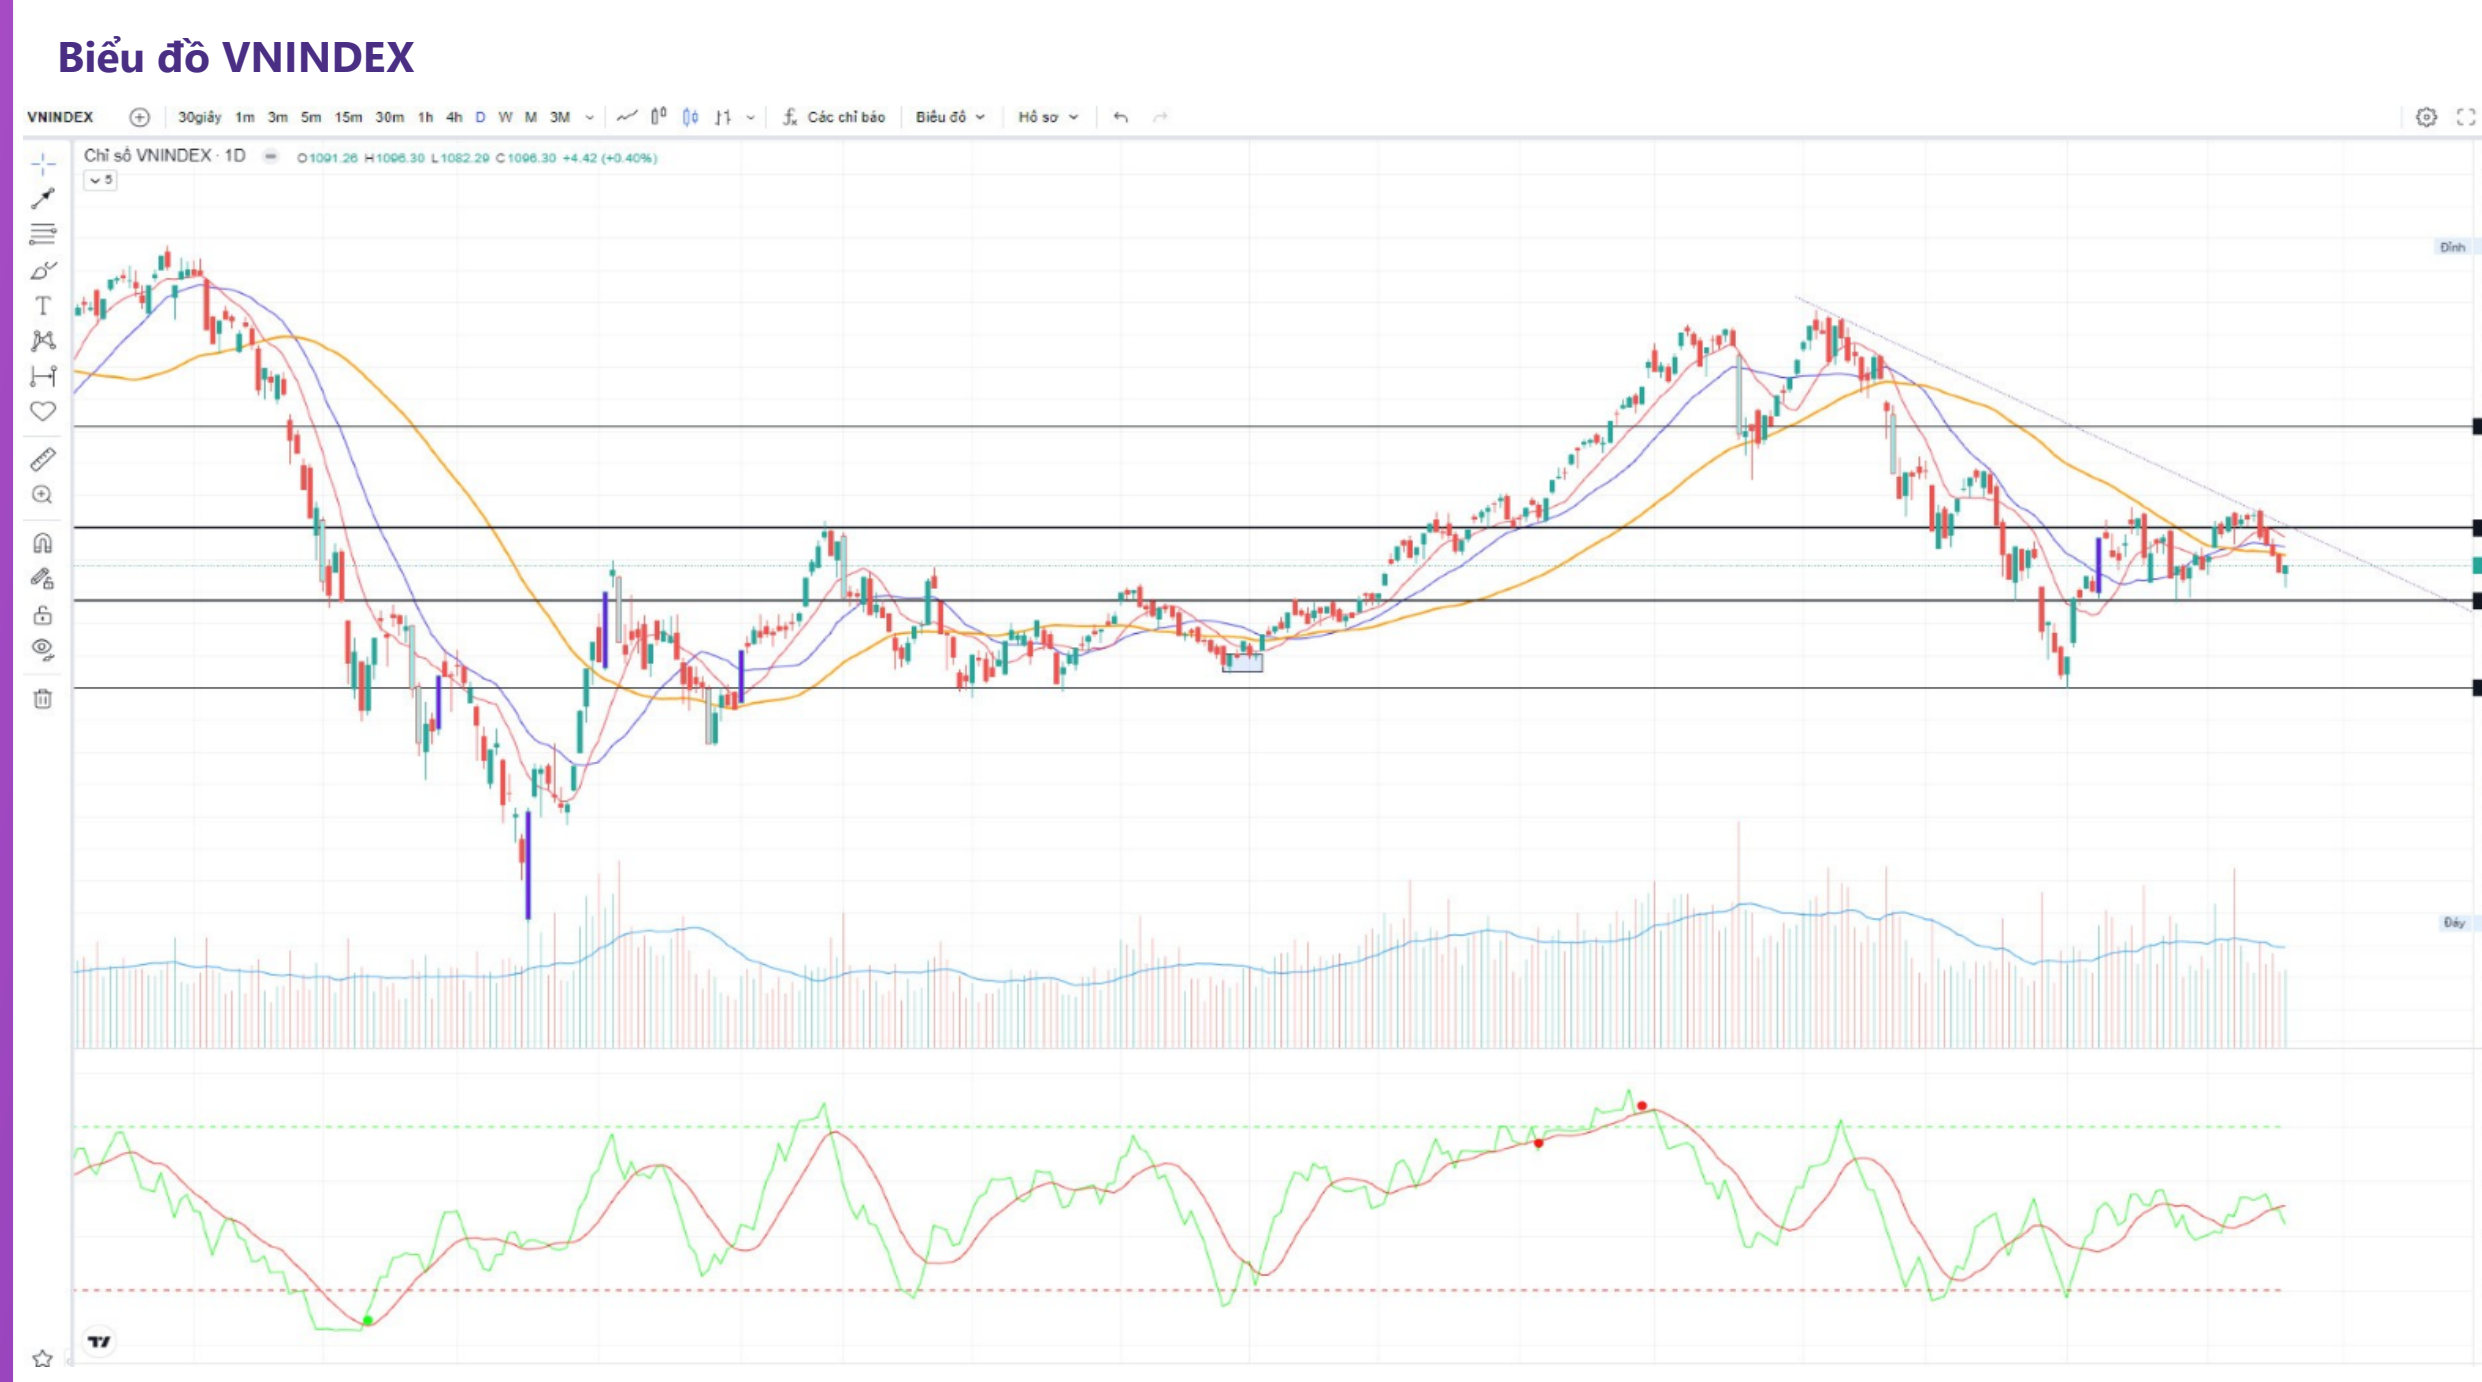 Biểu đồ VNINDEX
VNINDEX 30giây 1m 3m 5m 15m 30m 1h 4h D W M 3M Các chỉ báo Biểu đồ Hồ sơ
Chỉ số VNINDEX · 1D O1091.26 H1096.30 L1082.29 C1096.30 +4.42 (+0.40%)
5
Đỉnh
T
Đáy